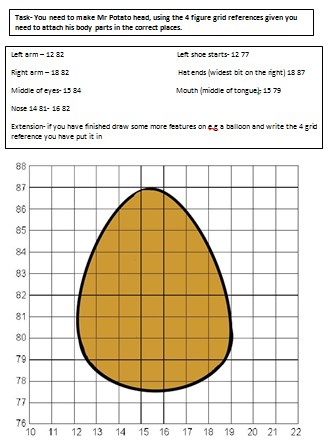 Task- You need to make Mr Potato head, using the 4 figure grid references given you
need to attach his body parts in the correct places.
Left arm – 12 82
Left shoe starts- 12 77
Right arm – 18 82
Hat ends (widest bit on the right) 18 87
Middle of eyes- 15 84
Mouth (middle of tongue); 15 79
Nose 14 81- 16 82
Extension- if you have finished draw some more features on e.g a balloon and write the 4 grid
reference you have put it in
88
87
86
85
84
83
82
81
80
79
78
77
76
10 11 12 13 14 15 16 17 18 19 20 21 22